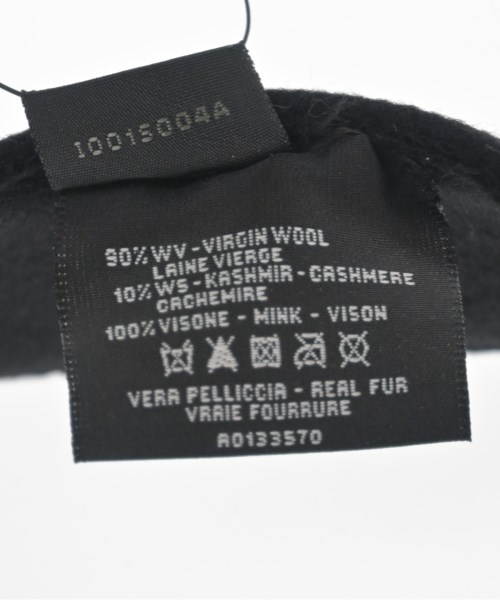 I0015004A
90% WV - VIRGIN WOOL
LAINE VIERGE
10% WS - KASHMIR - CASHMERE
CACHEMIRE
100% VISONE - MINK - VISON
VERA PELLICCIA - REAL FUR
VRAIE FOURRURE
A0133570